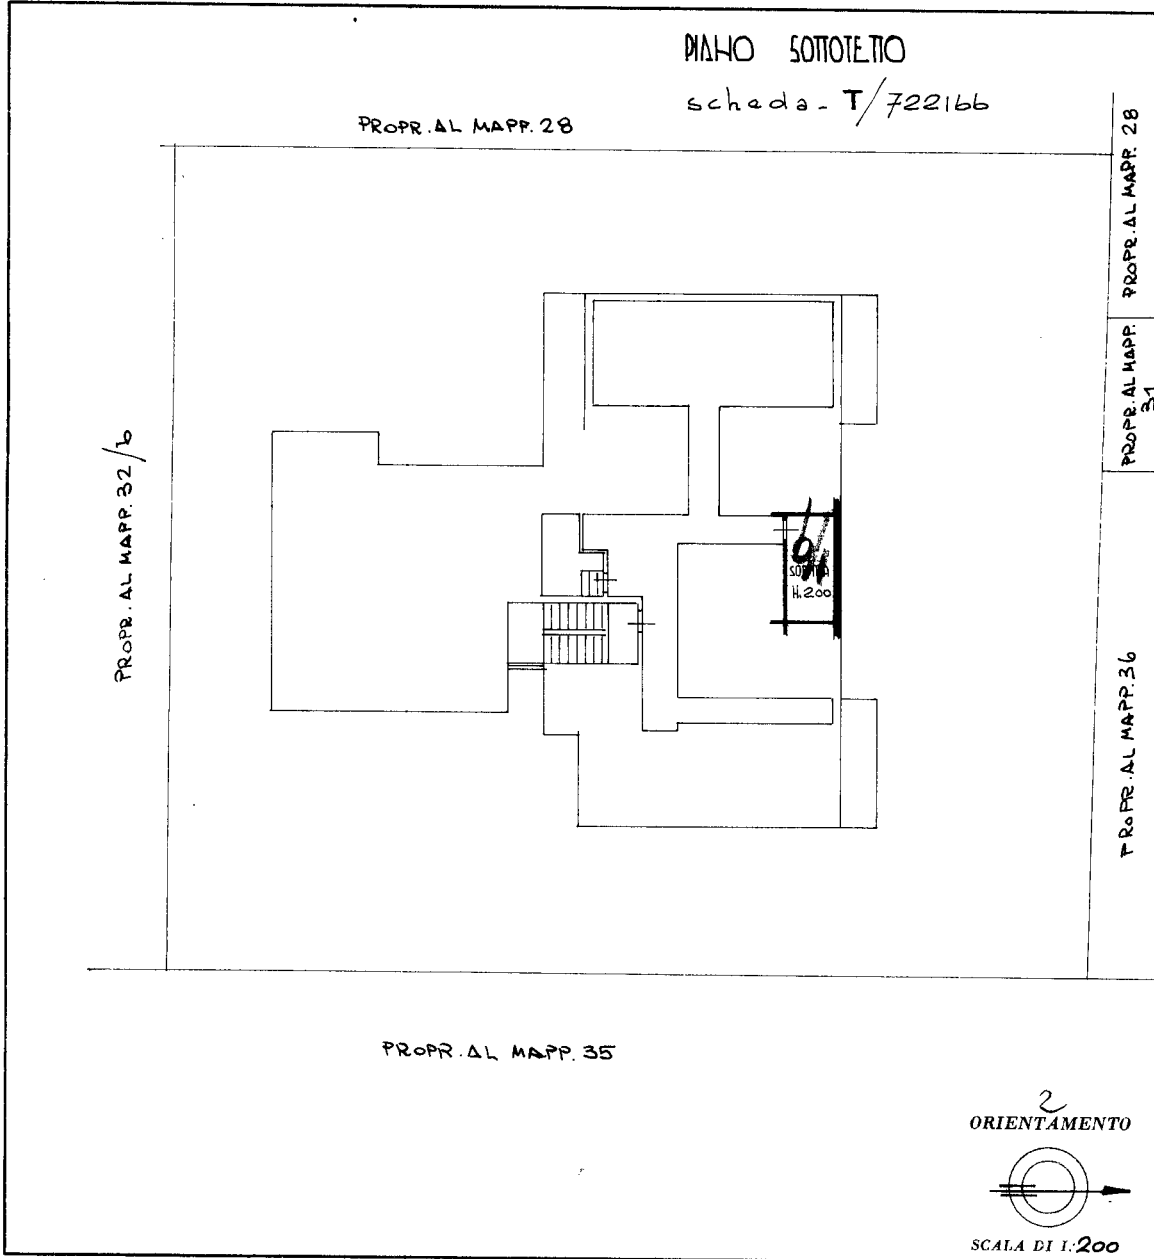 PIANO SOTTOTETTO
scheda - T/722166
PROPR. AL MAPP. 28
PROPR. AL MAPP. 28
PROPR. AL MAPP.
31
PROPR. AL MAPP. 32/b
SOFFITTA
H. 200
PROPR. AL MAPP. 36
PROPR. AL MAPP. 35
2
ORIENTAMENTO
SCALA DI 1:200